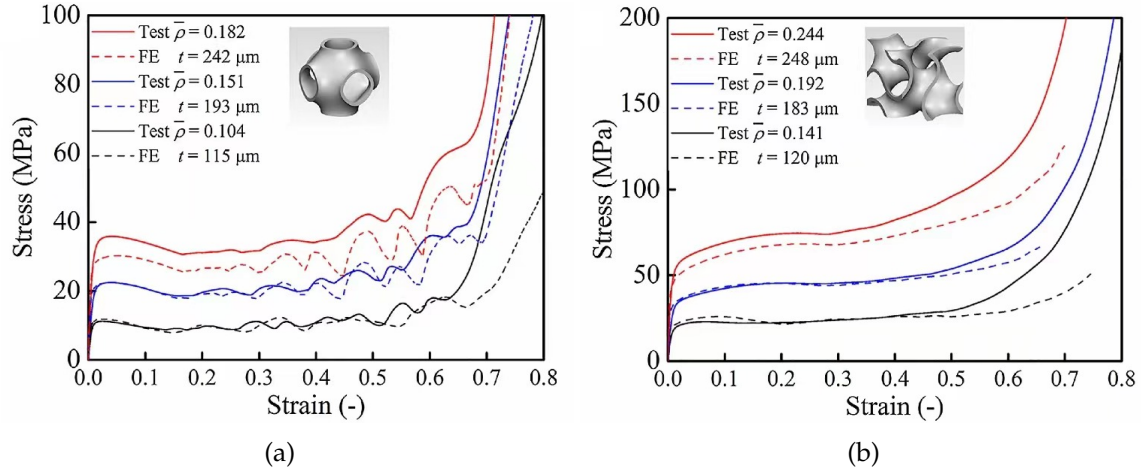 100
80
60
40
20
0
Stress (MPa)
Test ρ̅ = 0.182
FE t = 242 μm
Test ρ̅ = 0.151
FE t = 193 μm
Test ρ̅ = 0.104
FE t = 115 μm
0.0 0.1 0.2 0.3 0.4 0.5 0.6 0.7 0.8
Strain (-)
(a)
200
150
100
50
0
Stress (MPa)
Test ρ̅ = 0.244
FE t = 248 μm
Test ρ̅ = 0.192
FE t = 183 μm
Test ρ̅ = 0.141
FE t = 120 μm
0.0 0.1 0.2 0.3 0.4 0.5 0.6 0.7 0.8
Strain (-)
(b)